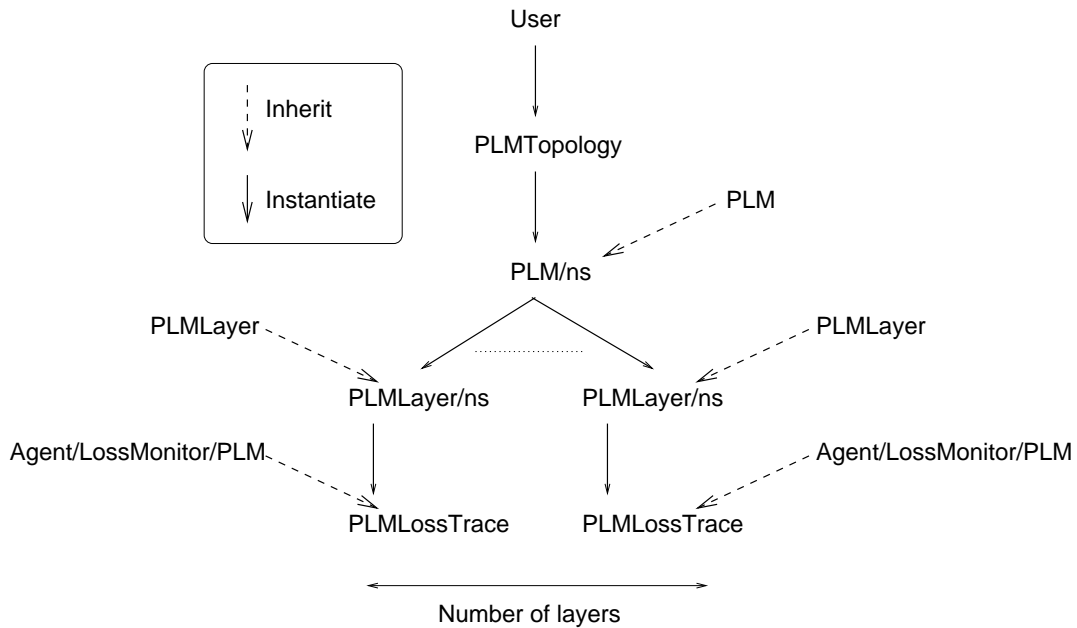 User
Inherit
PLMTopology
Instantiate
PLM
PLM/ns
PLMLayer
PLMLayer
PLMLayer/ns
PLMLayer/ns
Agent/LossMonitor/PLM
Agent/LossMonitor/PLM
PLMLossTrace
PLMLossTrace
Number of layers